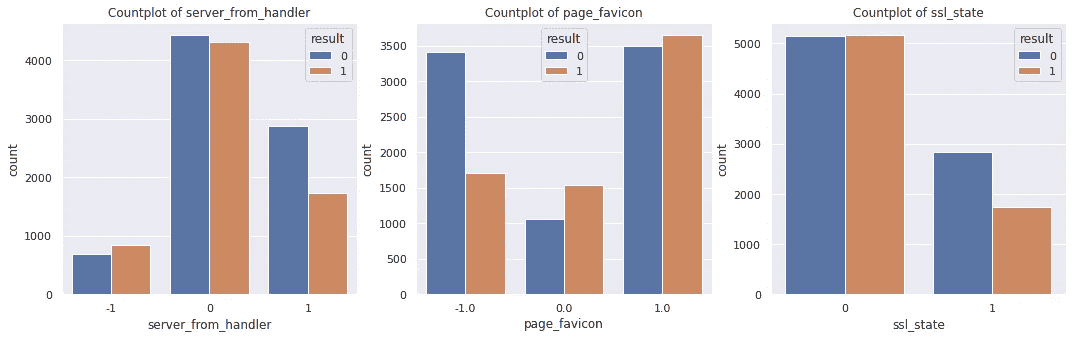 Countplot of server_from_handler
result
0
1
4000
3000
2000
1000
0
count
-1
0
1
server_from_handler
Countplot of page_favicon
result
0
1
3500
3000
2500
2000
1500
1000
500
0
count
-1.0
0.0
1.0
page_favicon
Countplot of ssl_state
result
0
1
5000
4000
3000
2000
1000
0
count
0
1
ssl_state